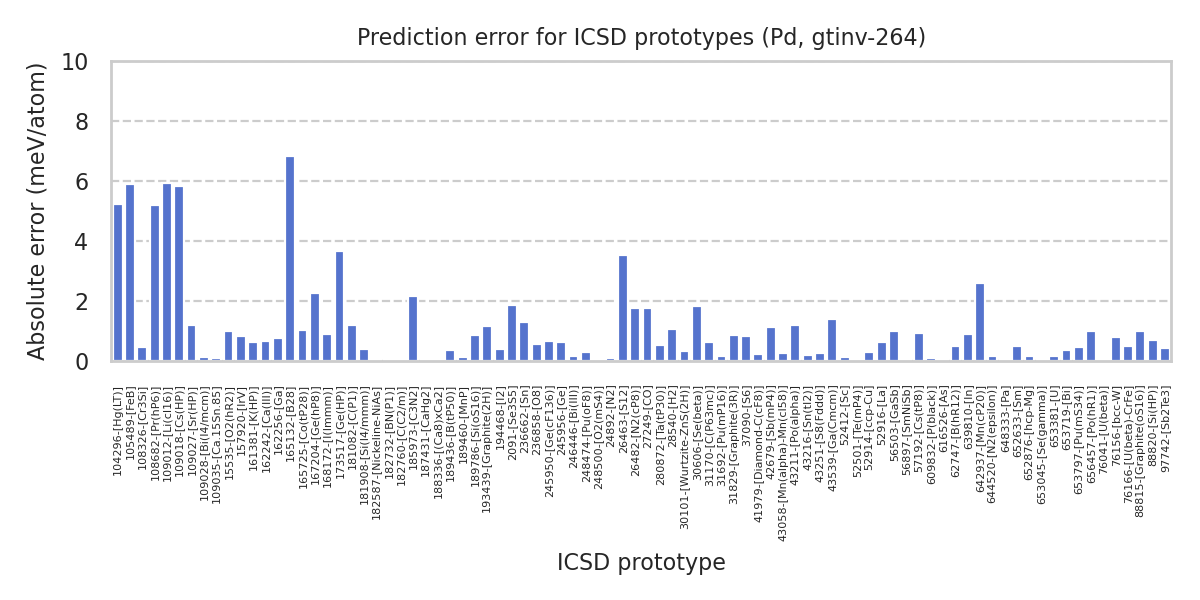 Prediction error for ICSD prototypes (Pd, gtinv-264)
Absolute error (meV/atom)
10
8
6
4
2
0
104296-[Hg(LT)]
105489-[FeB]
108326-[Cr3Si]
108682-[Pr(hP6)]
109012-[Li(cI16)]
109018-[Cs(HP)]
109027-[Sr(HP)]
109028-[Bi(I4/mcm)]
109035-[Ca.15Sn.85]
15535-[O2(hR2)]
157920-[IrV]
161381-[K(HP)]
162242-[Ca(III)]
162256-[Ga]
165132-[B28]
165725-[Co(tP28)]
167204-[Ge(hP8)]
168172-[I(Immm)]
173517-[Ge(HP)]
181082-[C(P1)]
181908-[Si(I4/mmm)]
182587-[Nickeline-NiAs]
182732-[BN(P1)]
182760-[C(C2/m)]
185973-[C3N2]
187431-[CaHg2]
188336-[(Ca8)xCa2]
189436-[B(tP50)]
189460-[MnP]
189786-[Si(oS16)]
193439-[Graphite(2H)]
194468-[I2]
2091-[Se3S5]
236662-[Sn]
236858-[O8]
245950-[Ge(cF136)]
245956-[Ge]
246446-[Bi(III)]
248474-[Pu(oF8)]
248500-[O2(mS4)]
24892-[N2]
26463-[S12]
26482-[N2(cP8)]
27249-[CO]
280872-[Ta(tP30)]
28540-[H2]
30101-[Wurtzite-ZnS(2H)]
30606-[Se(beta)]
31170-[C(P63mc)]
31692-[Pu(mP16)]
31829-[Graphite(3R)]
37090-[S6]
41979-[Diamond-C(cF8)]
42679-[Sb(mP4)]
43058-[Mn(alpha)-Mn(cI58)]
43211-[Po(alpha)]
43216-[Sn(tI2)]
43251-[S8(Fddd)]
43539-[Ga(Cmcm)]
52412-[Sc]
52501-[Te(mP4)]
52914-[fcc-Cu]
52916-[La]
56503-[GaSb]
56897-[SmNiSb]
57192-[Cs(tP8)]
609832-[P(black)]
616526-[As]
62747-[B(hR12)]
639810-[In]
642937-[Mn(cP20)]
644520-[N2(epsilon)]
648333-[Pa]
652633-[Sm]
652876-[hcp-Mg]
653045-[Se(gamma)]
653381-[U]
653719-[Bi]
653797-[Pu(mS34)]
656457-[Po(hR1)]
76041-[U(beta)]
76156-[bcc-W]
76166-[U(beta)-CrFe]
88815-[Graphite(oS16)]
88820-[Si(HP)]
97742-[Sb2Te3]
ICSD prototype